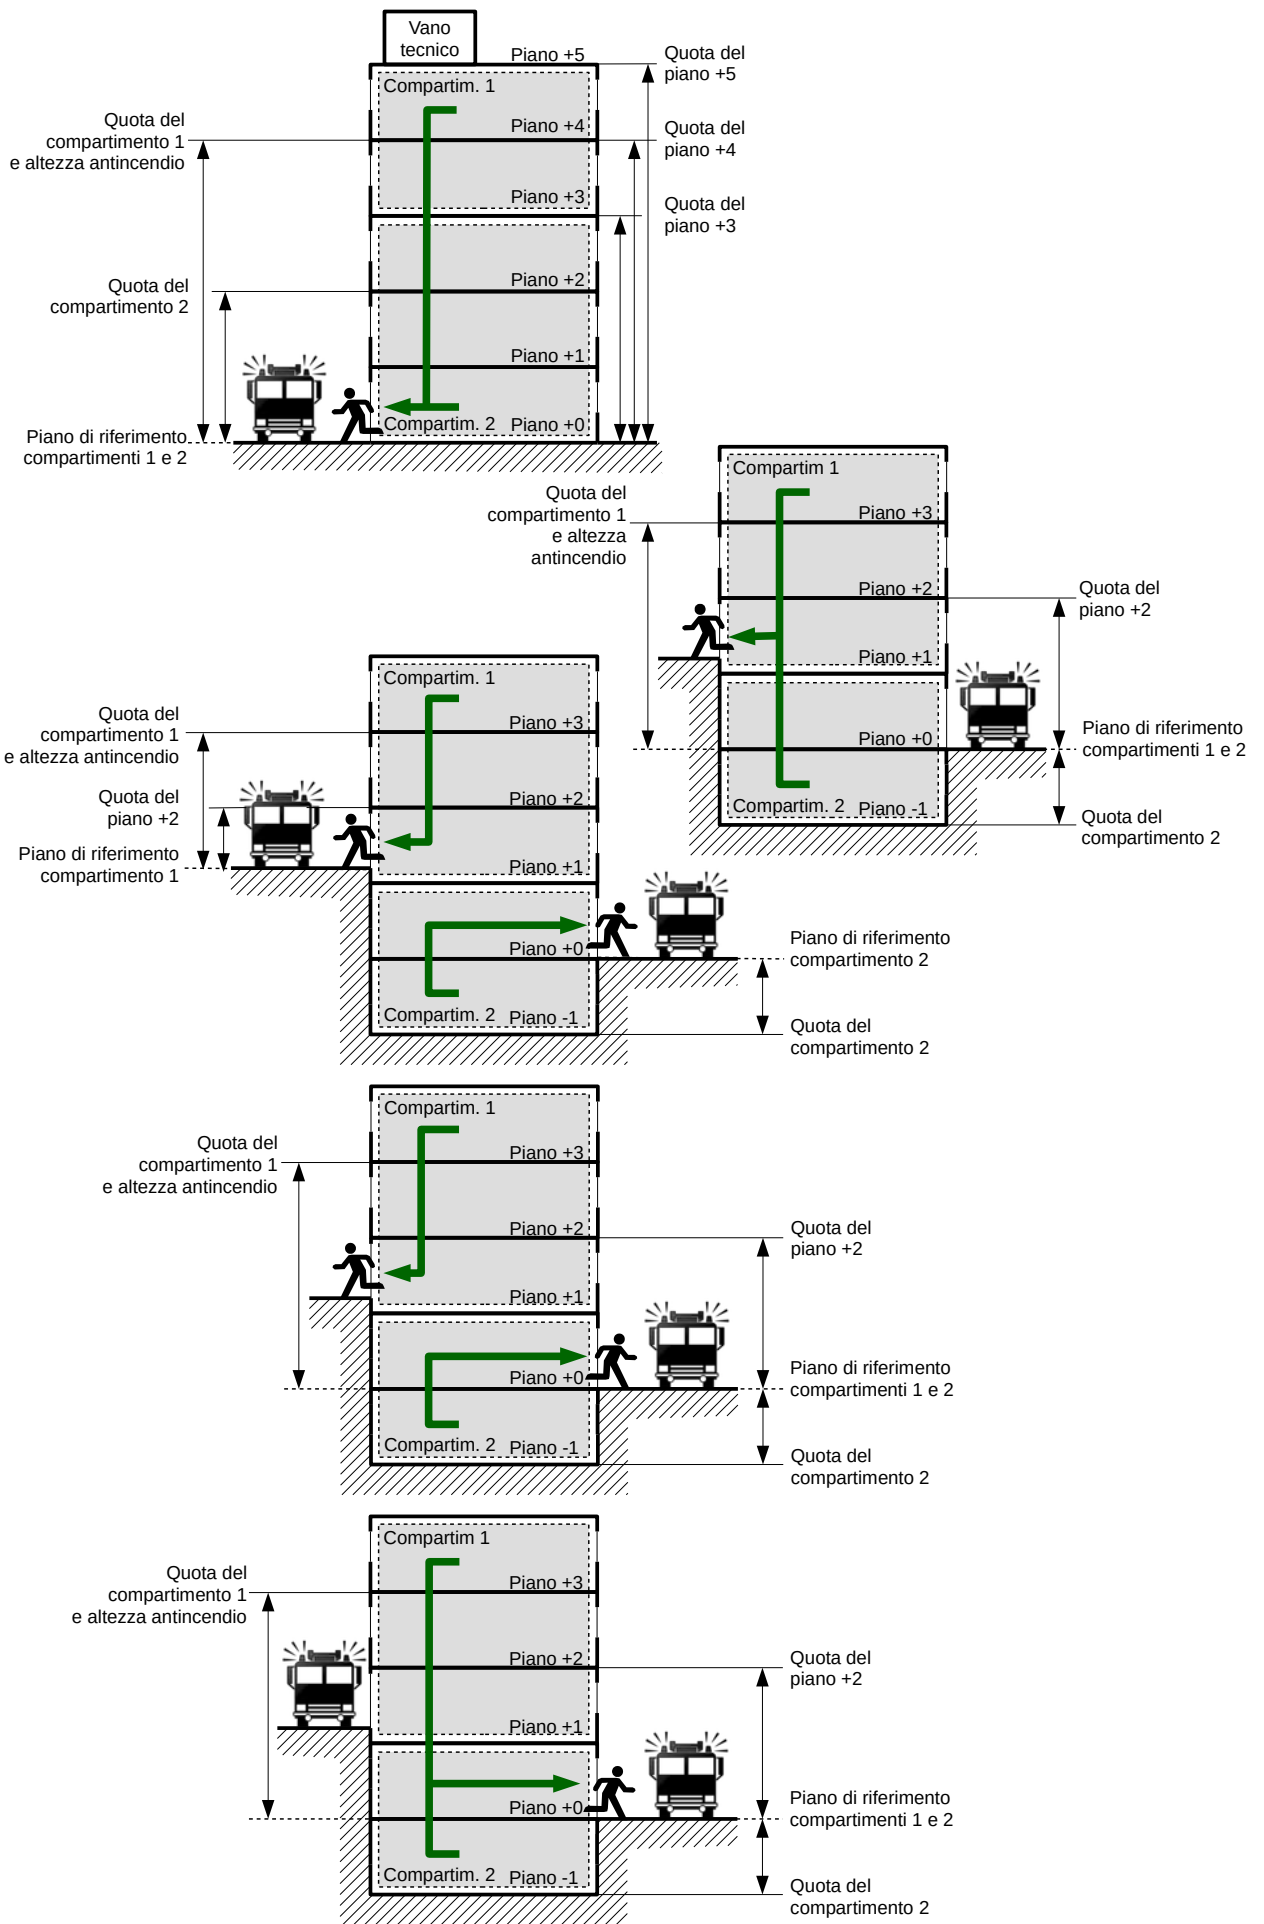 Vano
tecnico
Piano +5
Quota del
piano +5
Compartim. 1
Quota del
compartimento 1
e altezza antincendio
Piano +4
Quota del
piano +4
Piano +3
Quota del
piano +3
Quota del
compartimento 2
Piano +2
Piano +1
Piano di riferimento
compartimenti 1 e 2
Compartim. 2
Piano +0
Compartim 1
Quota del
compartimento 1
e altezza
antincendio
Piano +3
Piano +2
Quota del
piano +2
Piano +1
Piano +0
Piano di riferimento
compartimenti 1 e 2
Compartim. 2
Piano -1
Quota del
compartimento 2
Compartim. 1
Quota del
compartimento 1
e altezza antincendio
Piano +3
Quota del
piano +2
Piano +2
Piano di riferimento
compartimento 1
Piano +1
Piano +0
Piano di riferimento
compartimento 2
Compartim. 2
Piano -1
Quota del
compartimento 2
Compartim. 1
Quota del
compartimento 1
e altezza antincendio
Piano +3
Piano +2
Quota del
piano +2
Piano +1
Piano +0
Piano di riferimento
compartimenti 1 e 2
Compartim. 2
Piano -1
Quota del
compartimento 2
Compartim 1
Quota del
compartimento 1
e altezza antincendio
Piano +3
Piano +2
Quota del
piano +2
Piano +1
Piano +0
Piano di riferimento
compartimenti 1 e 2
Compartim. 2
Piano -1
Quota del
compartimento 2